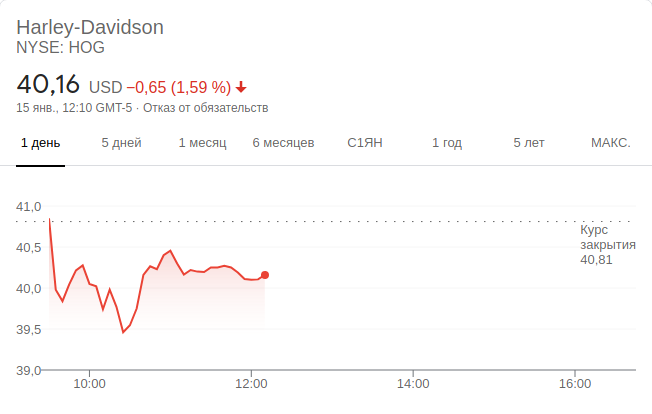 Harley-Davidson
NYSE: HOG
40,16 USD −0,65 (1,59 %)
15 янв., 12:10 GMT-5 · Отказ от обязательств
1 день 5 дней 1 месяц 6 месяцев С1ЯН 1 год 5 лет МАКС.
41,0
Курс
закрытия
40,81
40,5
40,0
39,5
39,0
10:00 12:00 14:00 16:00